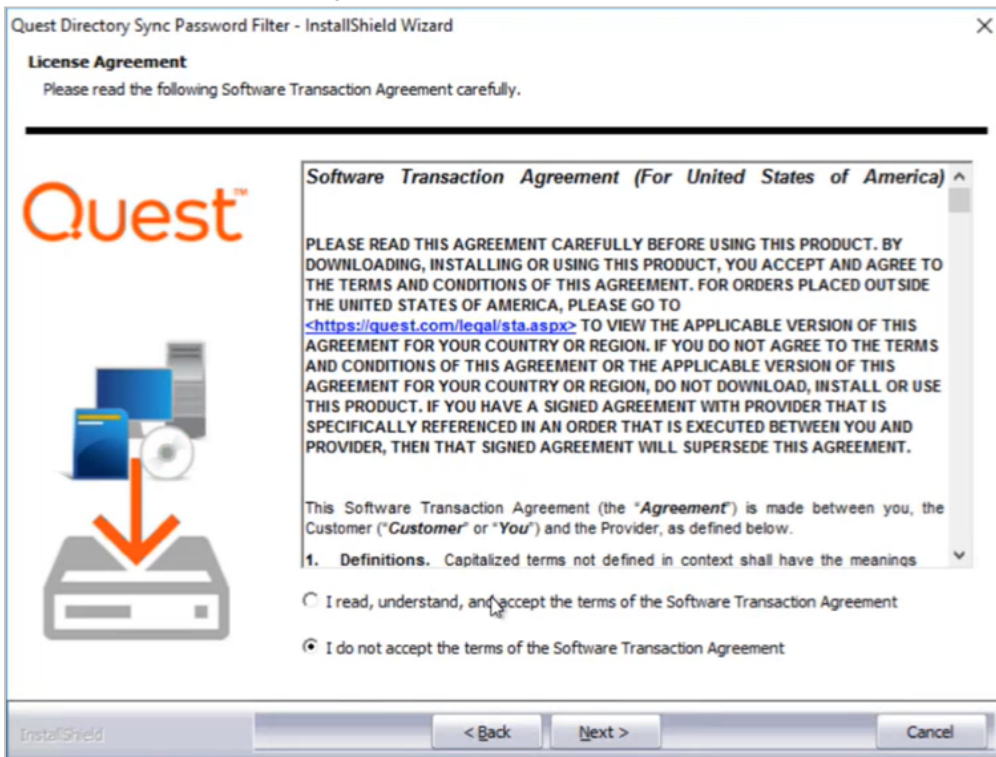 Quest Directory Sync Password Filter - InstallShield Wizard
License Agreement
Please read the following Software Transaction Agreement carefully.
Quest™
Software Transaction Agreement (For United States of America)
PLEASE READ THIS AGREEMENT CAREFULLY BEFORE USING THIS PRODUCT. BY
DOWNLOADING, INSTALLING OR USING THIS PRODUCT, YOU ACCEPT AND AGREE TO
THE TERMS AND CONDITIONS OF THIS AGREEMENT. FOR ORDERS PLACED OUTSIDE
THE UNITED STATES OF AMERICA, PLEASE GO TO
<https://quest.com/legal/sta.aspx> TO VIEW THE APPLICABLE VERSION OF THIS
AGREEMENT FOR YOUR COUNTRY OR REGION. IF YOU DO NOT AGREE TO THE TERMS
AND CONDITIONS OF THIS AGREEMENT OR THE APPLICABLE VERSION OF THIS
AGREEMENT FOR YOUR COUNTRY OR REGION, DO NOT DOWNLOAD, INSTALL OR USE
THIS PRODUCT. IF YOU HAVE A SIGNED AGREEMENT WITH PROVIDER THAT IS
SPECIFICALLY REFERENCED IN AN ORDER THAT IS EXECUTED BETWEEN YOU AND
PROVIDER, THEN THAT SIGNED AGREEMENT WILL SUPERSEDE THIS AGREEMENT.
This Software Transaction Agreement (the “Agreement”) is made between you, the
Customer (“Customer” or “You”) and the Provider, as defined below.
1. Definitions. Capitalized terms not defined in context shall have the meanings
I read, understand, and accept the terms of the Software Transaction Agreement
I do not accept the terms of the Software Transaction Agreement
InstallShield
< Back
Next >
Cancel